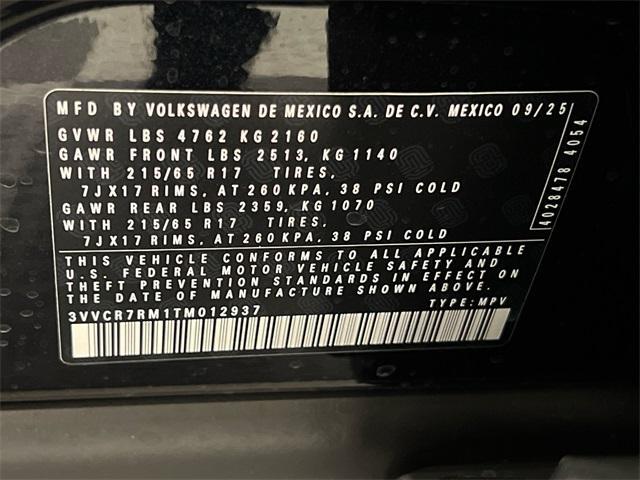 MFD BY VOLKSWAGEN DE MEXICO S.A. DE C.V. MEXICO 09/25
GVWR LBS 4762 KG 2160
GAWR FRONT LBS 2513, KG 1140
WITH 215/65 R17 TIRES,
7JX17 RIMS, AT 260 KPA, 38 PSI COLD
GAWR REAR LBS 2359, KG 1070
WITH 215/65 R17 TIRES,
7JX17 RIMS, AT 260 KPA, 38 PSI COLD
4028478 4054
THIS VEHICLE CONFORMS TO ALL APPLICABLE
U.S. FEDERAL MOTOR VEHICLE SAFETY AND
THEFT PREVENTION STANDARDS IN EFFECT ON
THE DATE OF MANUFACTURE SHOWN ABOVE.
3VVCR7RM1TM012937 TYPE: MPV